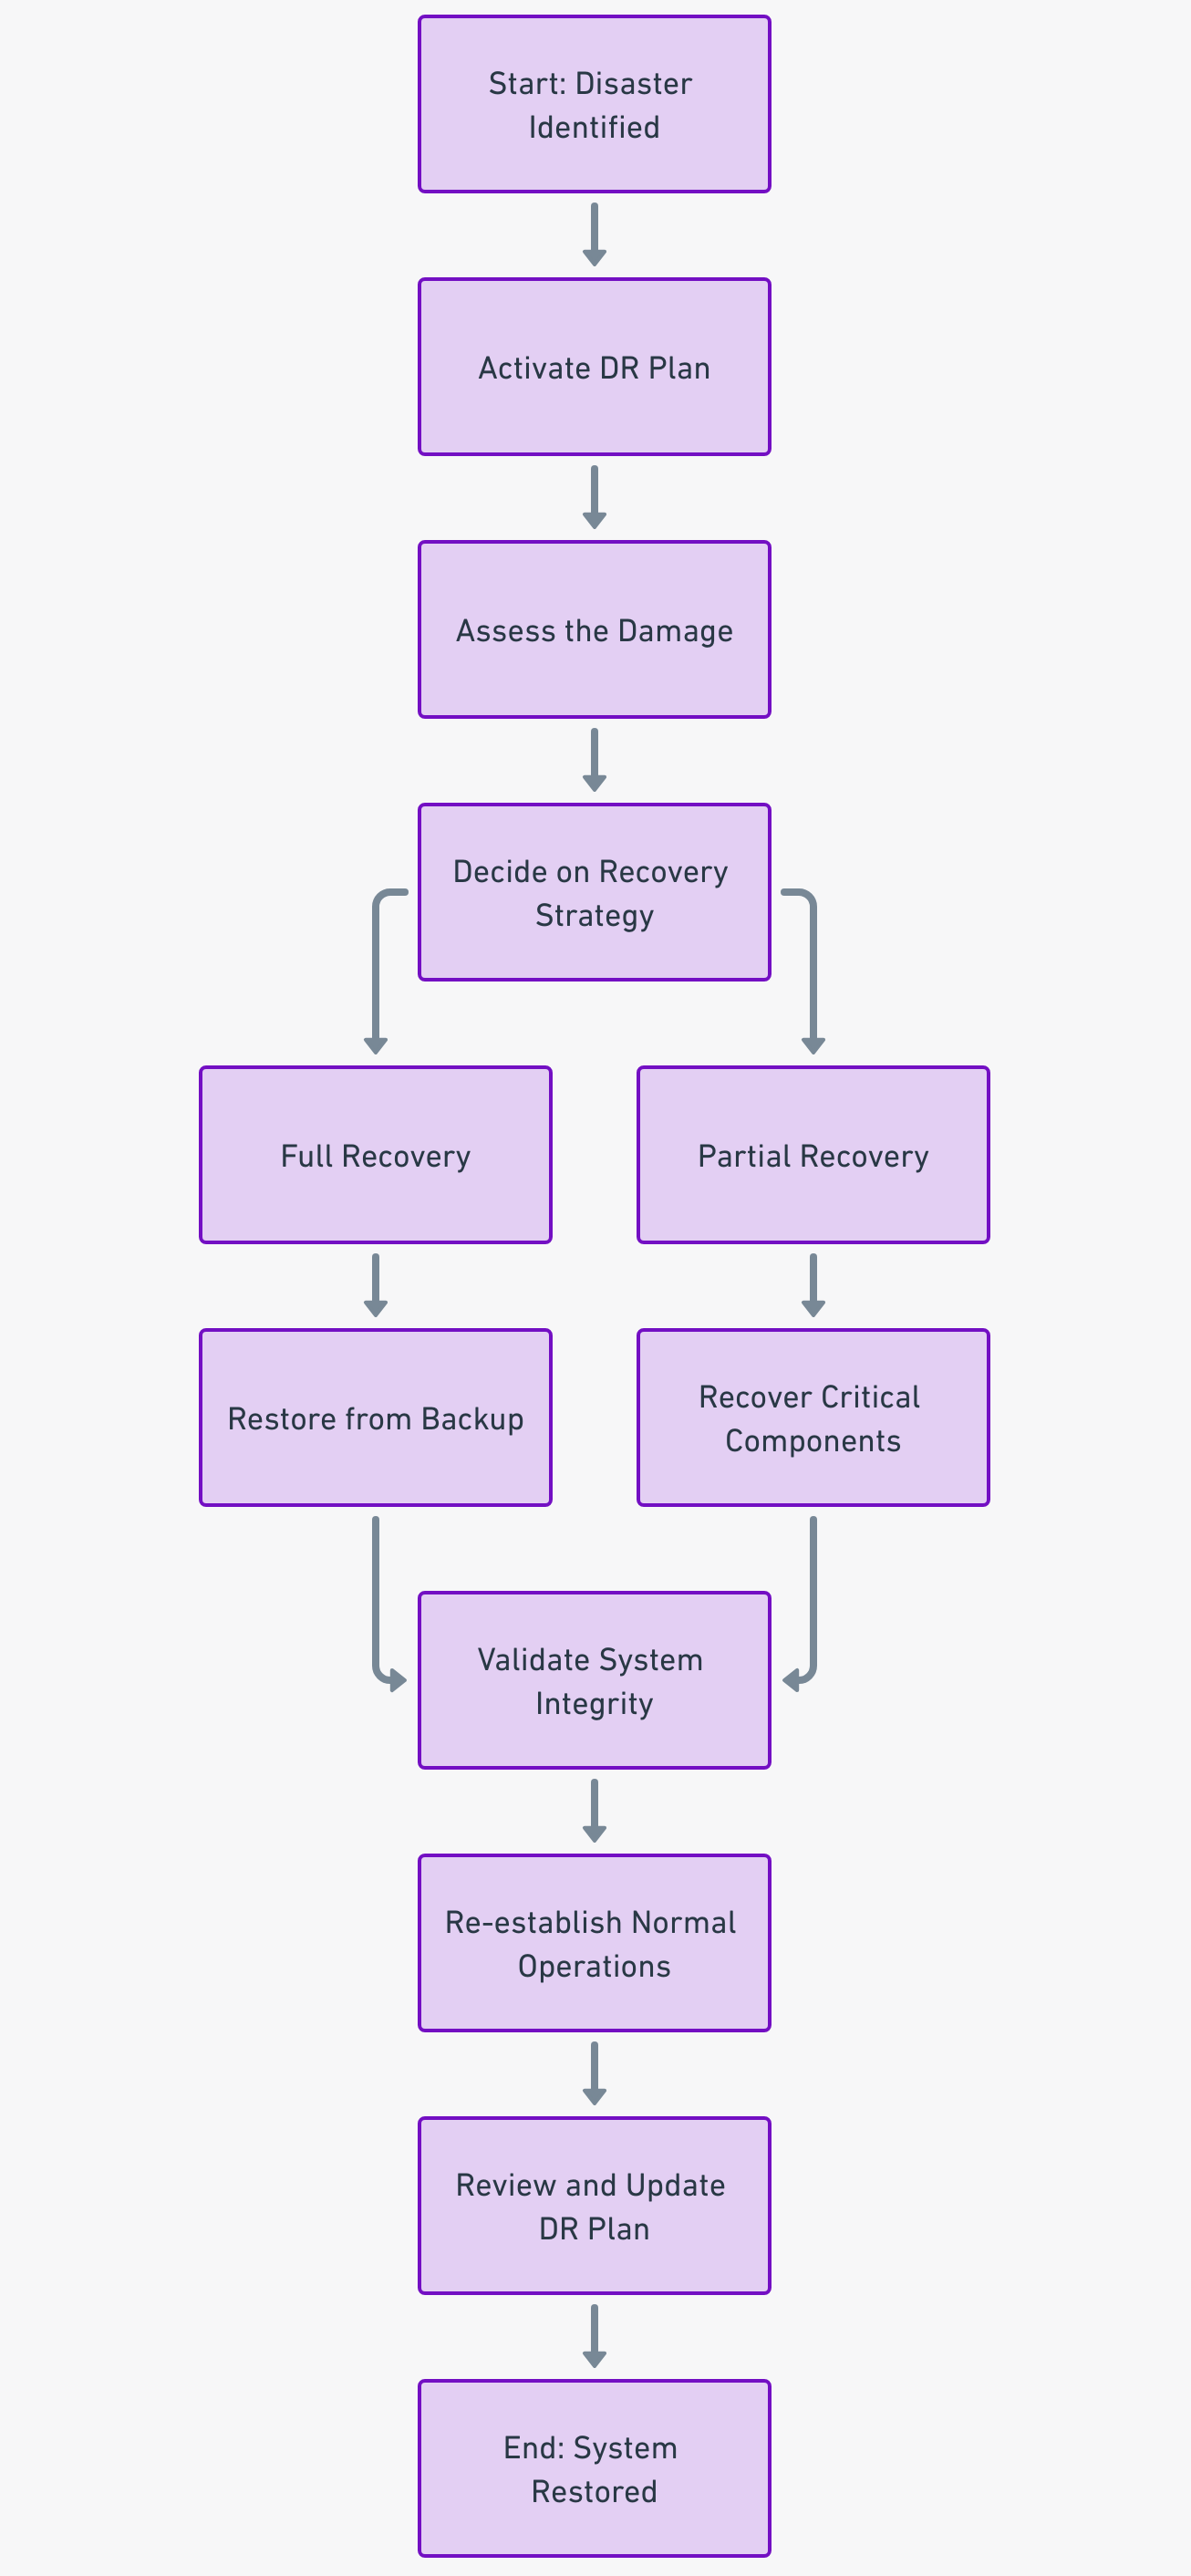 Start: Disaster
Identified
Activate DR Plan
Assess the Damage
Decide on Recovery
Strategy
Full Recovery
Partial Recovery
Restore from Backup
Recover Critical
Components
Validate System
Integrity
Re-establish Normal
Operations
Review and Update
DR Plan
End: System
Restored